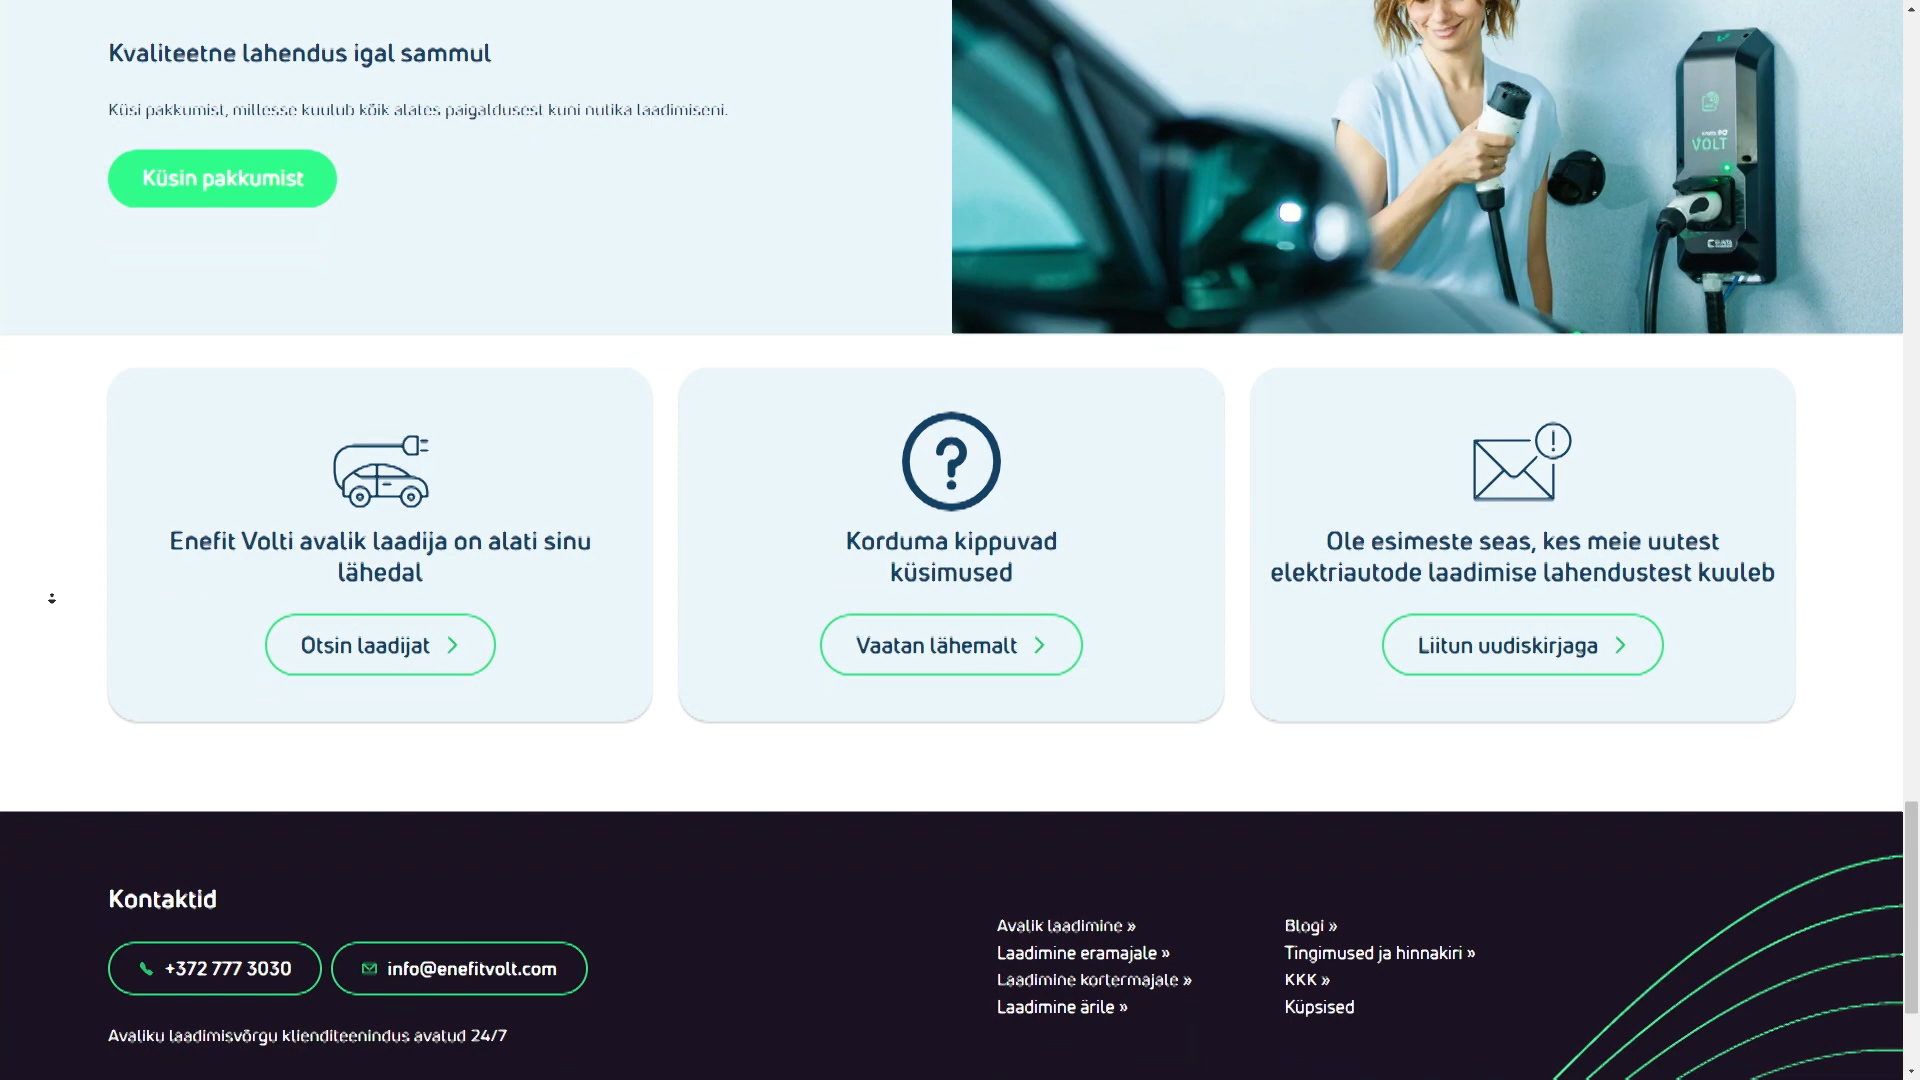 Kvaliteetne lahendus igal sammul
Küsi pakkumist, millesse kuulub kõik alates paigaldusest kuni nutika laadimiseni.
Küsin pakkumist
VOLT
Enefit Volti avalik laadija on alati sinu
lähedal
Otsin laadijat
Korduma kippuvad
küsimused
Vaatan lähemalt
Ole esimeste seas, kes meie uutest
elektriautode laadimise lahendustest kuuleb
Liitun uudiskirjaga
Kontaktid
+372 777 3030
info@enefitvolt.com
Avaliku laadimisvõrgu klienditeenindus avatud 24/7
Avalik laadimine »
Laadimine eramajale »
Laadimine kortermajale »
Laadimine ärile »
Blogi »
Tingimused ja hinnakiri »
KKK »
Küpsised